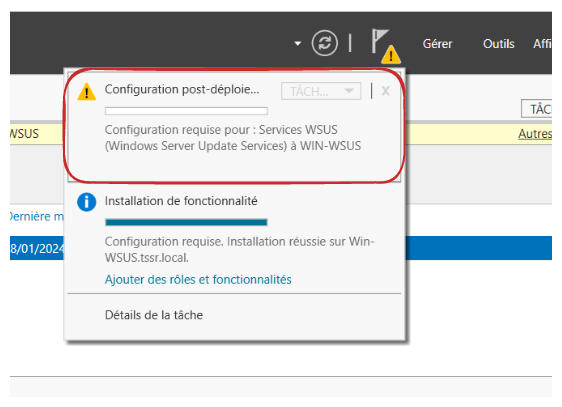 Gérer Outils Affi
Configuration post-déploie... TÂCH... X
Configuration requise pour : Services WSUS
(Windows Server Update Services) à WIN-WSUS
TÂC
WSUS
Autres
Installation de fonctionnalité
Configuration requise. Installation réussie sur Win-
WSUS.tssr.local.
Dernière m
8/01/2024
Ajouter des rôles et fonctionnalités
Détails de la tâche